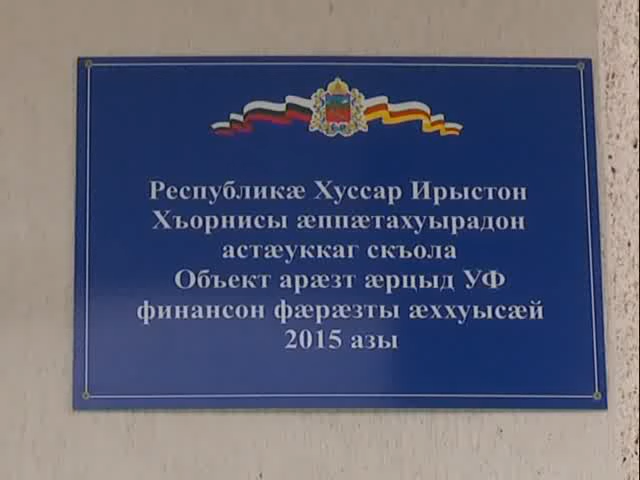 Республикæ Хуссар Ирыстон
Хъорнисы æппæтахуырадон
астæуккаг скъола
Объект арæзт æрцыд УФ
финансон фæрæзты æххуысæй
2015 азы